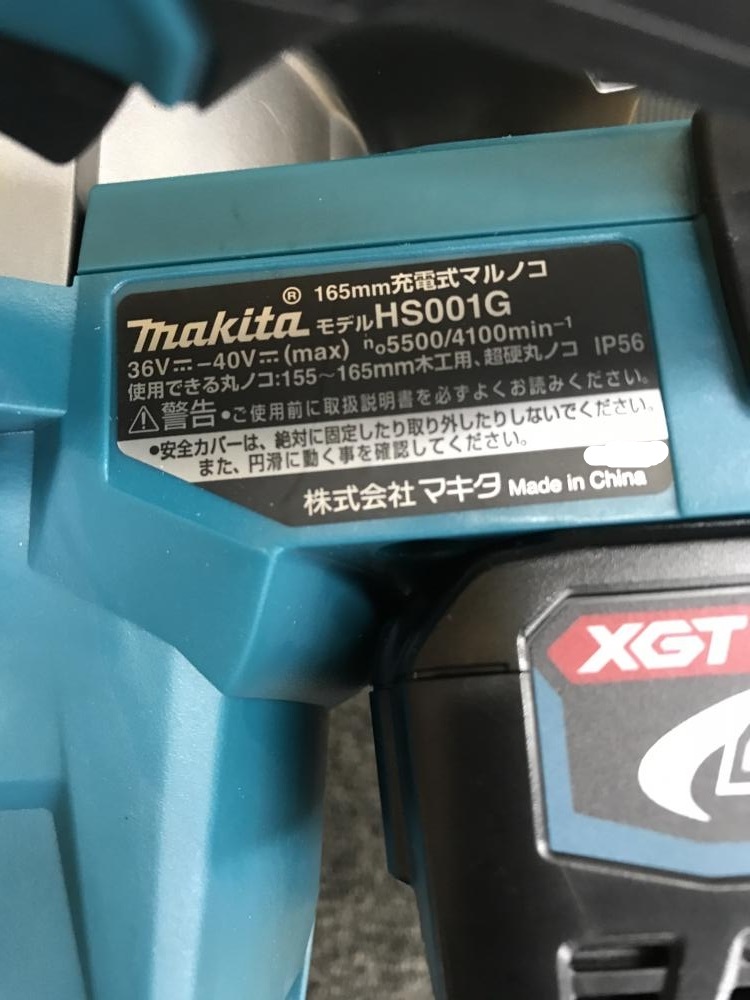 ® 165mm充電式マルノコ
makita モデルHS001G
36V⎓-40V⎓(max) n₀5500/4100min⁻¹
使用できる丸ノコ:155~165mm木工用、超硬丸ノコ IP56
⚠警告 •ご使用前に取扱説明書を必ずよくお読みください。
•安全カバーは、絶対に固定したり取り外したりしないでください。
また、円滑に動く事を確認してください。
株式会社マキタ Made in China
XGT